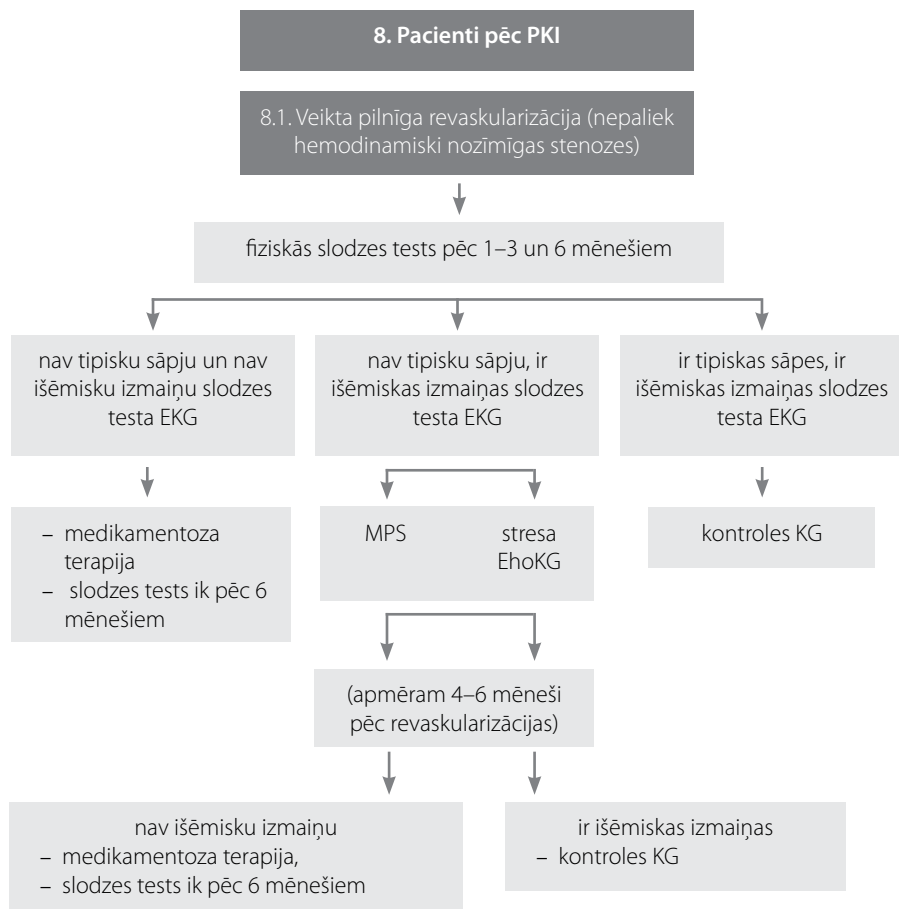 8. Pacienti pēc PKI
8.1. Veikta pilnīga revaskularizācija (nepaliek
hemodinamiski nozīmīgas stenozes)
fiziskās slodzes tests pēc 1–3 un 6 mēnešiem
nav tipisku sāpju un nav
išēmisku izmaiņu slodzes
testa EKG
nav tipisku sāpju, ir
išēmiskas izmaiņas slodzes
testa EKG
ir tipiskas sāpes, ir
išēmiskas izmaiņas slodzes
testa EKG
– medikamentoza
terapija
– slodzes tests ik pēc 6
mēnešiem
MPS
stresa
EhoKG
kontroles KG
(apmēram 4–6 mēneši
pēc revaskularizācijas)
nav išēmisku izmaiņu
– medikamentoza terapija,
– slodzes tests ik pēc 6 mēnešiem
ir išēmiskas izmaiņas
– kontroles KG